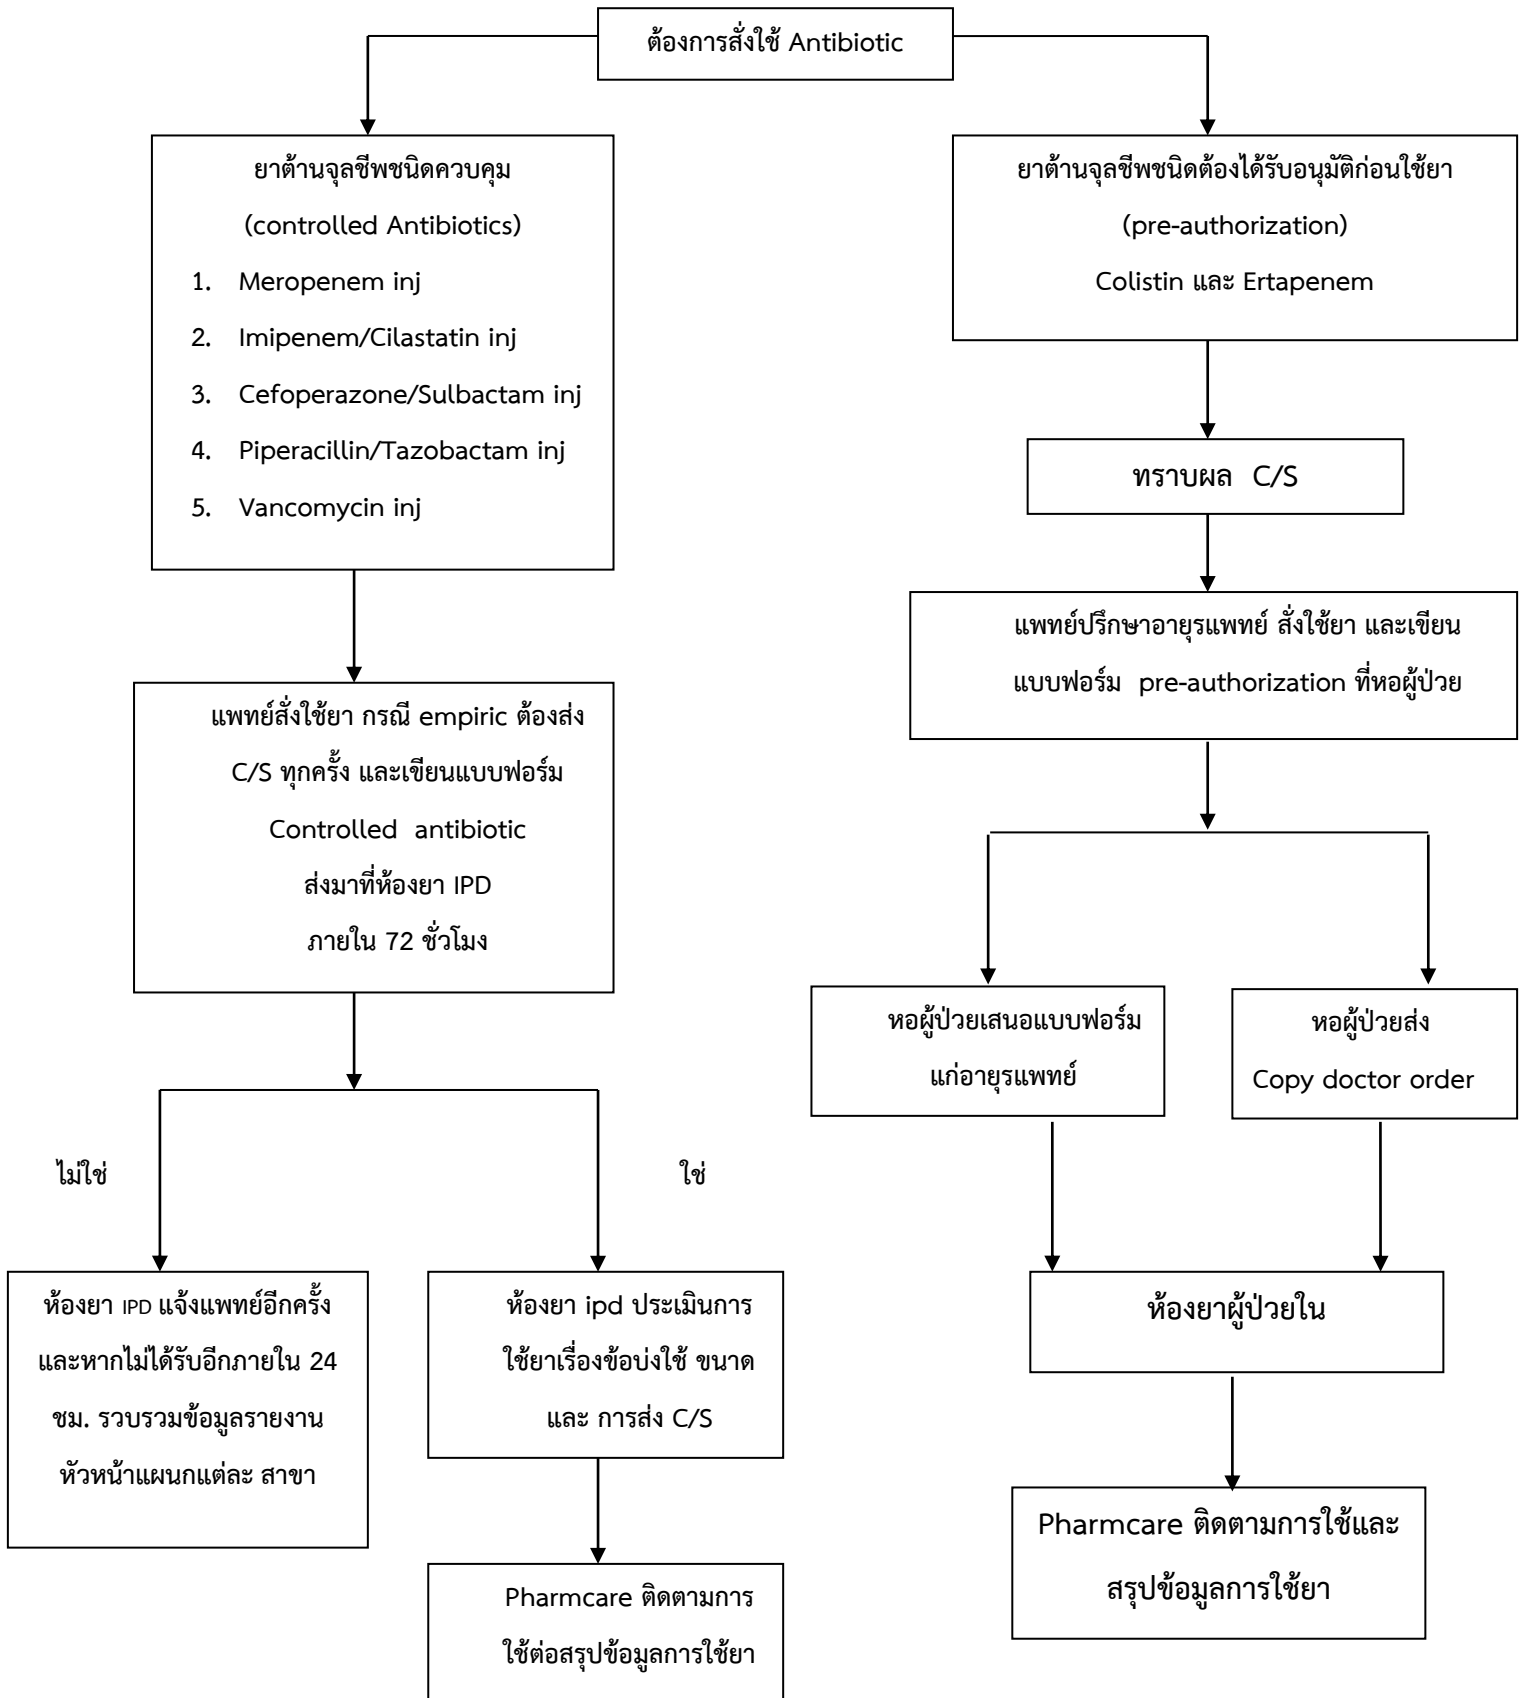 ต้องการสั่งใช้ Antibiotic
ยาต้านจุลชีพชนิดควบคุม
(controlled Antibiotics)
1. Meropenem inj
2. Imipenem/Cilastatin inj
3. Cefoperazone/Sulbactam inj
4. Piperacillin/Tazobactam inj
5. Vancomycin inj
แพทย์สั่งใช้ยา กรณี empiric ต้องส่ง
C/S ทุกครั้ง และเขียนแบบฟอร์ม
Controlled antibiotic
ส่งมาที่ห้องยา IPD
ภายใน 72 ชั่วโมง
ไม่ใช่
ใช่
ห้องยา IPD แจ้งแพทย์อีกครั้ง
และหากไม่ได้รับอีกภายใน 24
ชม. รวบรวมข้อมูลรายงาน
หัวหน้าแผนกแต่ละ สาขา
ห้องยา ipd ประเมินการ
ใช้ยาเรื่องข้อบ่งใช้ ขนาด
และ การส่ง C/S
Pharmcare ติดตามการ
ใช้ต่อสรุปข้อมูลการใช้ยา
ยาต้านจุลชีพชนิดต้องได้รับอนุมัติก่อนใช้ยา
(pre-authorization)
Colistin และ Ertapenem
ทราบผล C/S
แพทย์ปรึกษาอายุรแพทย์ สั่งใช้ยา และเขียน
แบบฟอร์ม pre-authorization ที่หอผู้ป่วย
หอผู้ป่วยเสนอแบบฟอร์ม
แก่อายุรแพทย์
หอผู้ป่วยส่ง
Copy doctor order
ห้องยาผู้ป่วยใน
Pharmcare ติดตามการใช้และ
สรุปข้อมูลการใช้ยา